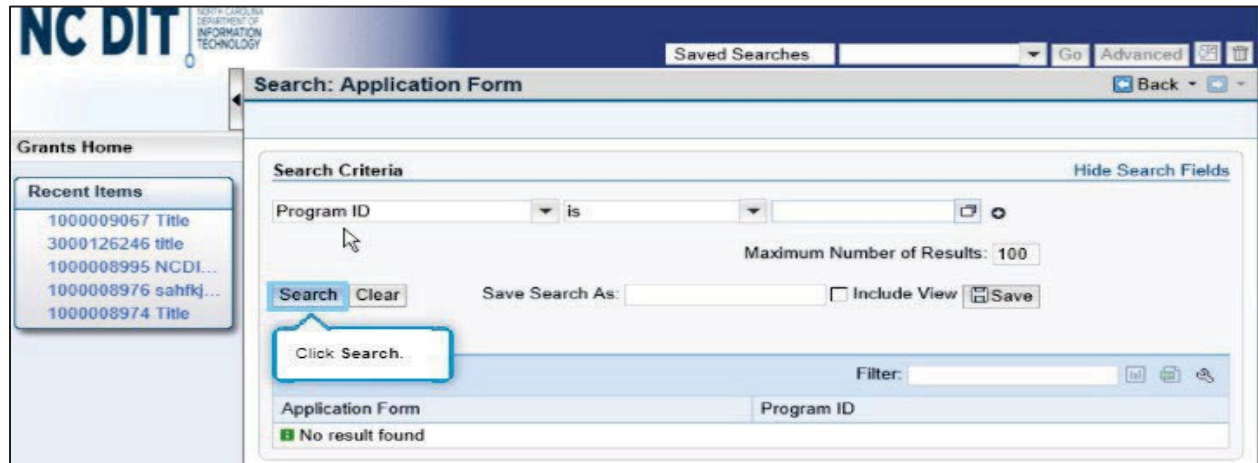 NC DIT
NORTH CAROLINA
DEPARTMENT OF
INFORMATION
TECHNOLOGY
Saved Searches Go Advanced
Search: Application Form Back
Grants Home
Recent Items
1000009067 Title
3000126246 title
1000008995 NCDI...
1000008976 sahfkj...
1000008974 Title
Search Criteria Hide Search Fields
Program ID is
Maximum Number of Results: 100
Search Clear Save Search As: Include View Save
Click Search.
Filter:
Application Form Program ID
No result found